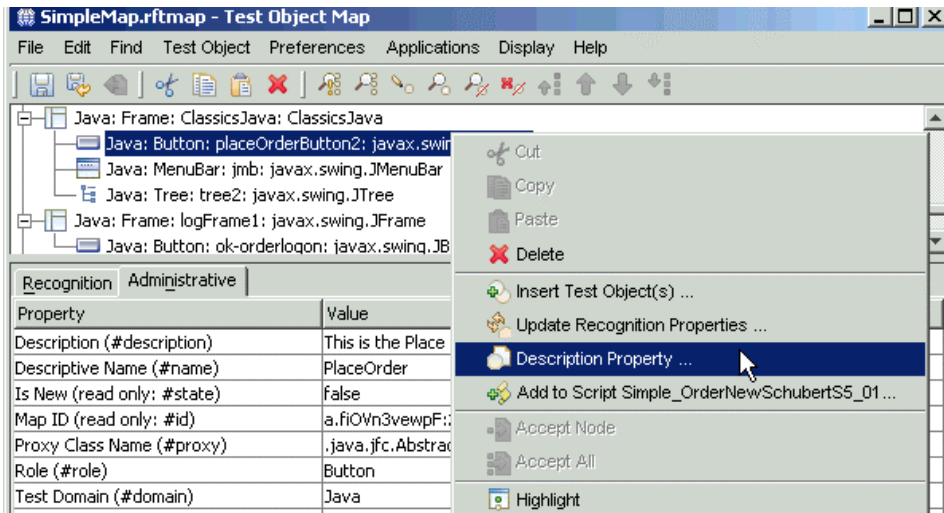 SimpleMap.rftmap - Test Object Map
File Edit Find Test Object Preferences Applications Display Help
Java: Frame: ClassicsJava: ClassicsJava
Java: Button: placeOrderButton2: javax.swin
Java: MenuBar: jmb: javax.swing.JMenuBar
Java: Tree: tree2: javax.swing.JTree
Java: Frame: logFrame1: javax.swing.JFrame
Java: Button: ok-orderlogon: javax.swing.JB
Cut
Copy
Paste
Delete
Insert Test Object(s) ...
Update Recognition Properties ...
Description Property ...
Add to Script Simple_OrderNewSchubertS5_01...
Accept Node
Accept All
Highlight
Recognition Administrative
Property Value
Description (#description) This is the Place
Descriptive Name (#name) PlaceOrder
Is New (read only: #state) false
Map ID (read only: #id) a.fiOVn3vewpF:
Proxy Class Name (#proxy) .java.jfc.Abstrac
Role (#role) Button
Test Domain (#domain) Java